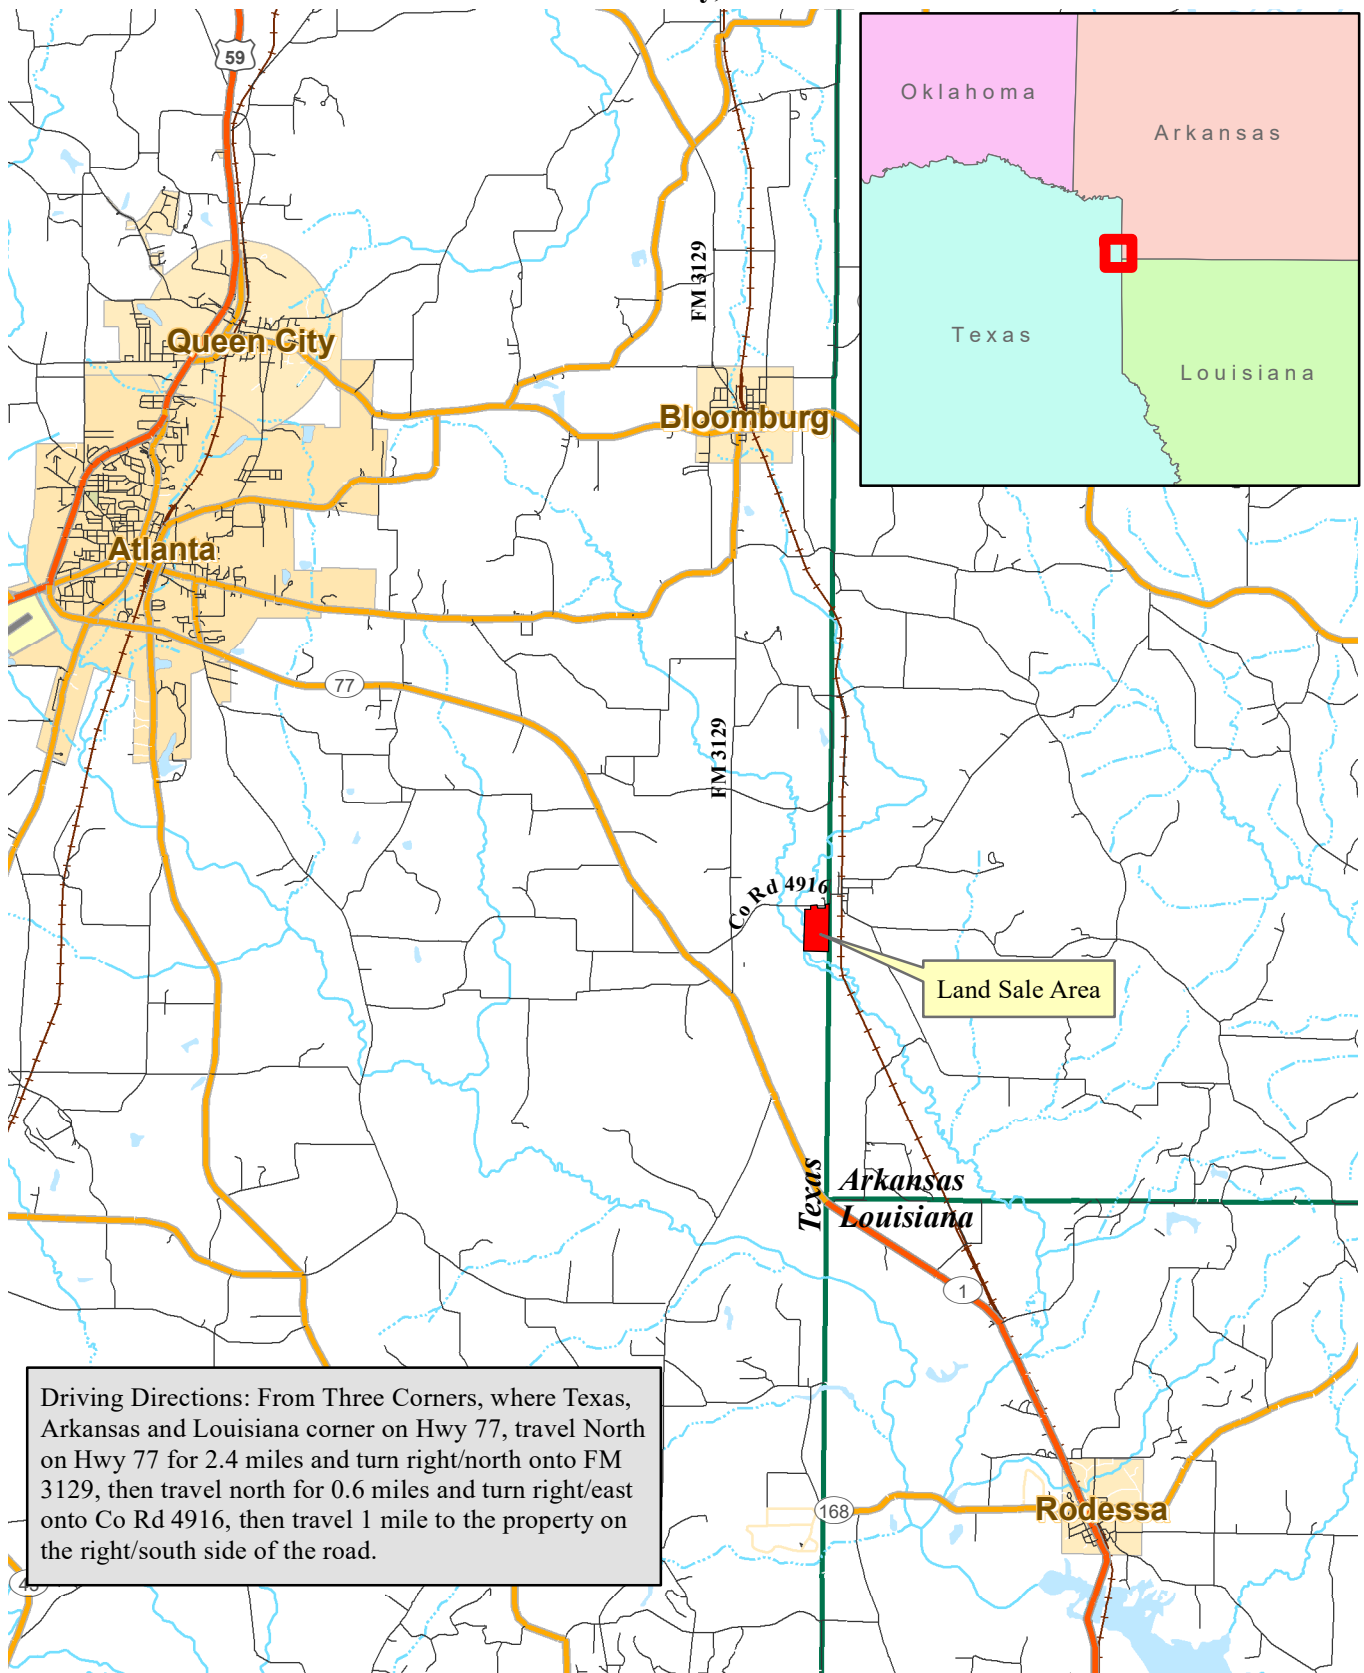 59
Oklahoma
Arkansas
Texas
Louisiana
FM 3129
Queen City
Bloomburg
Atlanta
77
FM 3129
Co Rd 4916
Land Sale Area
Texas
Arkansas
Louisiana
1
Driving Directions: From Three Corners, where Texas,
Arkansas and Louisiana corner on Hwy 77, travel North
on Hwy 77 for 2.4 miles and turn right/north onto FM
3129, then travel north for 0.6 miles and turn right/east
onto Co Rd 4916, then travel 1 mile to the property on
the right/south side of the road.
168
Rodessa